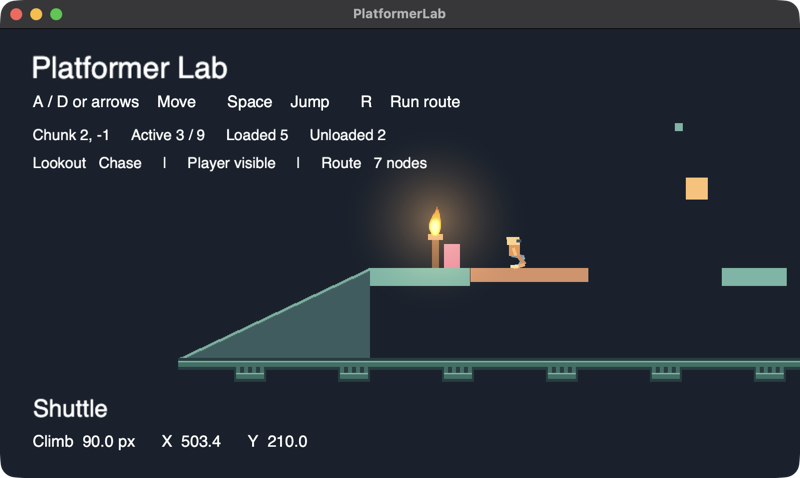 PlatformerLab
Platformer Lab
A / D or arrows Move Space Jump R Run route
Chunk 2, -1 Active 3 / 9 Loaded 5 Unloaded 2
Lookout Chase | Player visible | Route 7 nodes
Shuttle
Climb 90.0 px X 503.4 Y 210.0